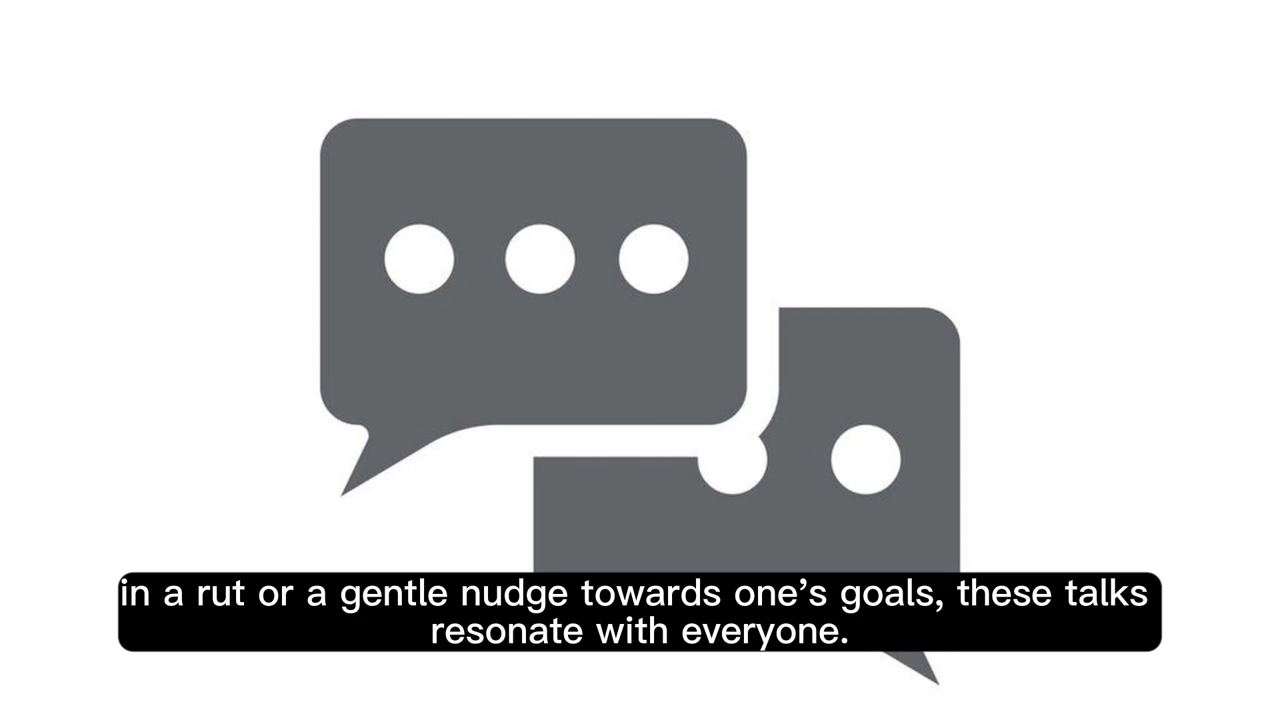 in a rut or a gentle nudge towards one’s goals, these talks
resonate with everyone.